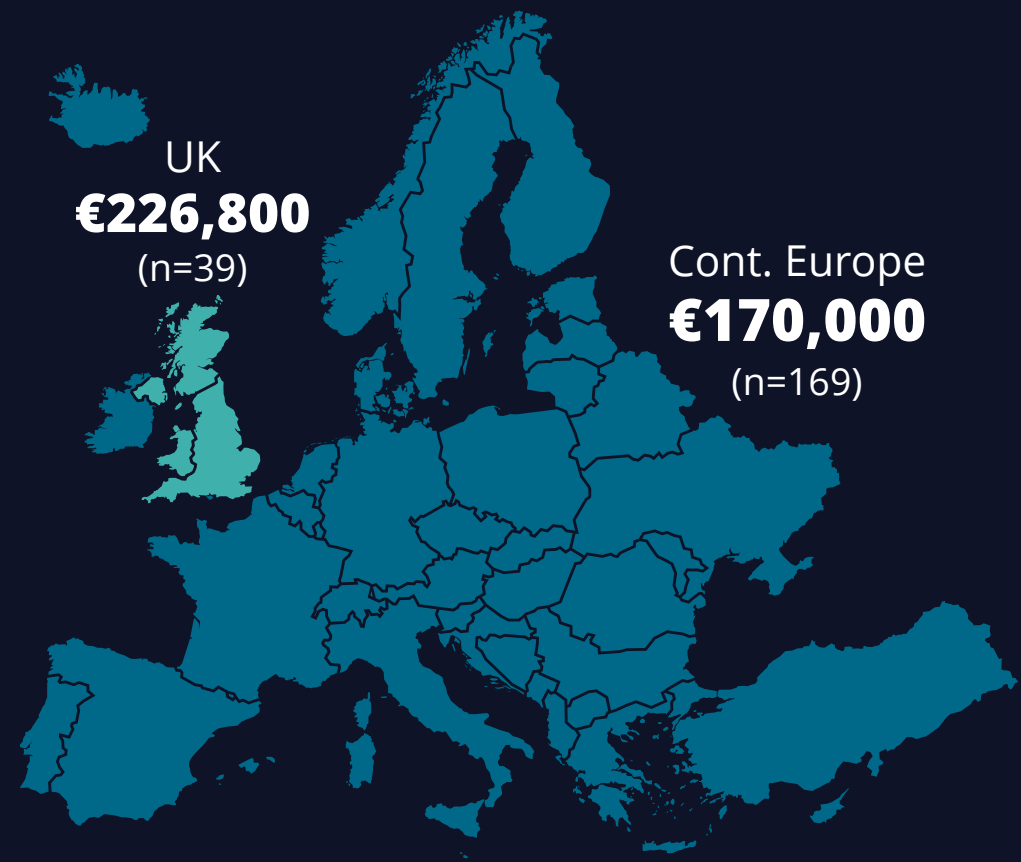 UK
€226,800
(n=39)
Cont. Europe
€170,000
(n=169)